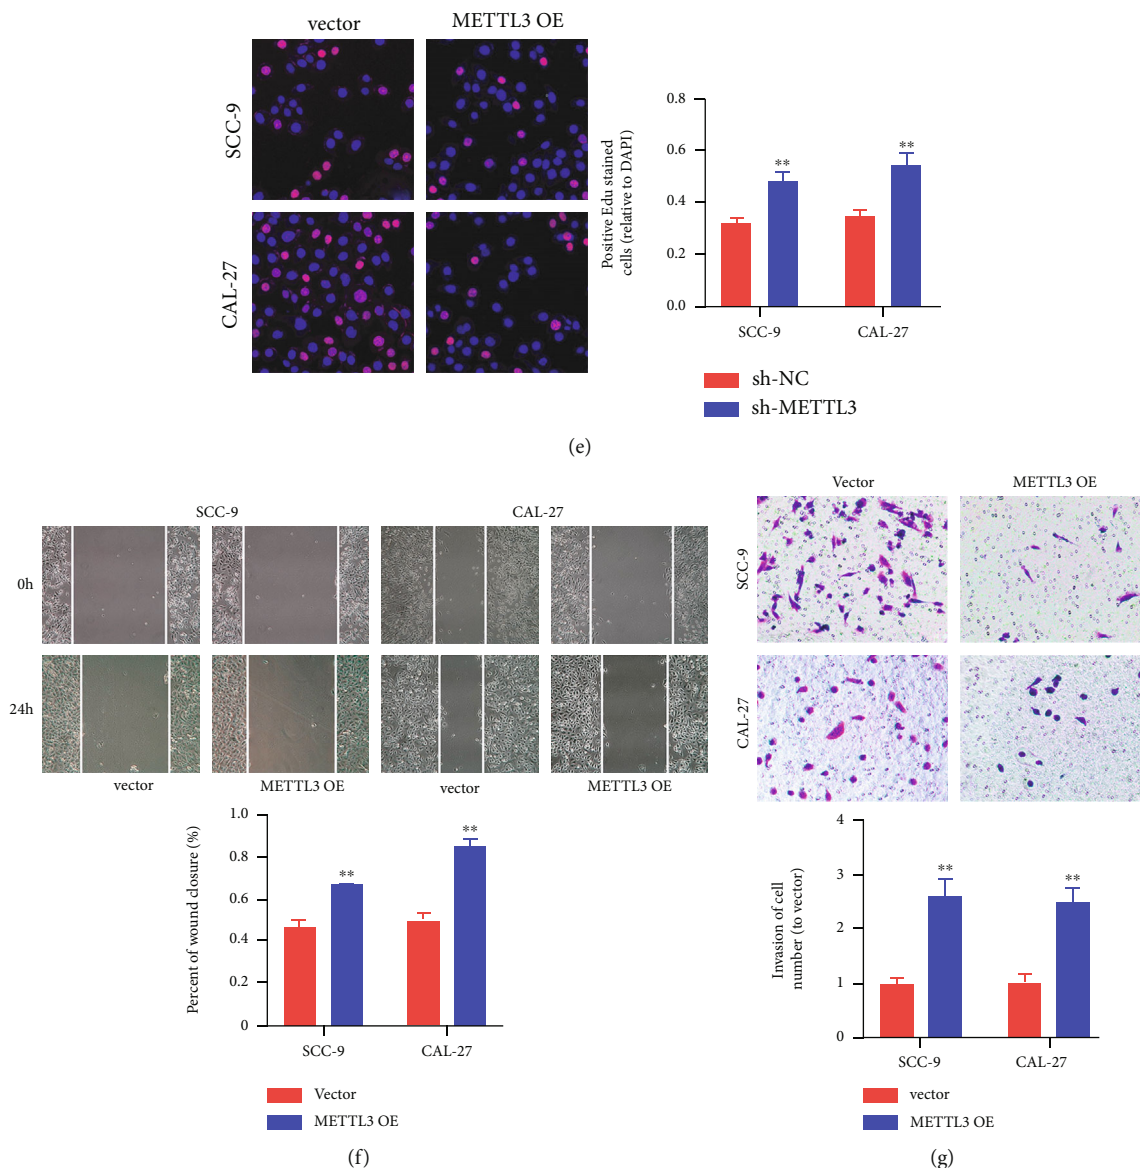 vector
METTL3 OE
SCC-9
CAL-27
Positive Edu stained
cells (relative to DAPI)
0.8
0.6
0.4
0.2
0.0
**
**
SCC-9
CAL-27
sh-NC
sh-METTL3
(e)
SCC-9
CAL-27
0h
24h
vector
METTL3 OE
vector
METTL3 OE
Percent of wound closure (%)
1.0
0.8
0.6
0.4
0.2
0
**
**
SCC-9
CAL-27
Vector
METTL3 OE
(f)
Vector
METTL3 OE
SCC-9
CAL-27
Invasion of cell
number (to vector)
4
3
2
1
0
**
**
SCC-9
CAL-27
vector
METTL3 OE
(g)